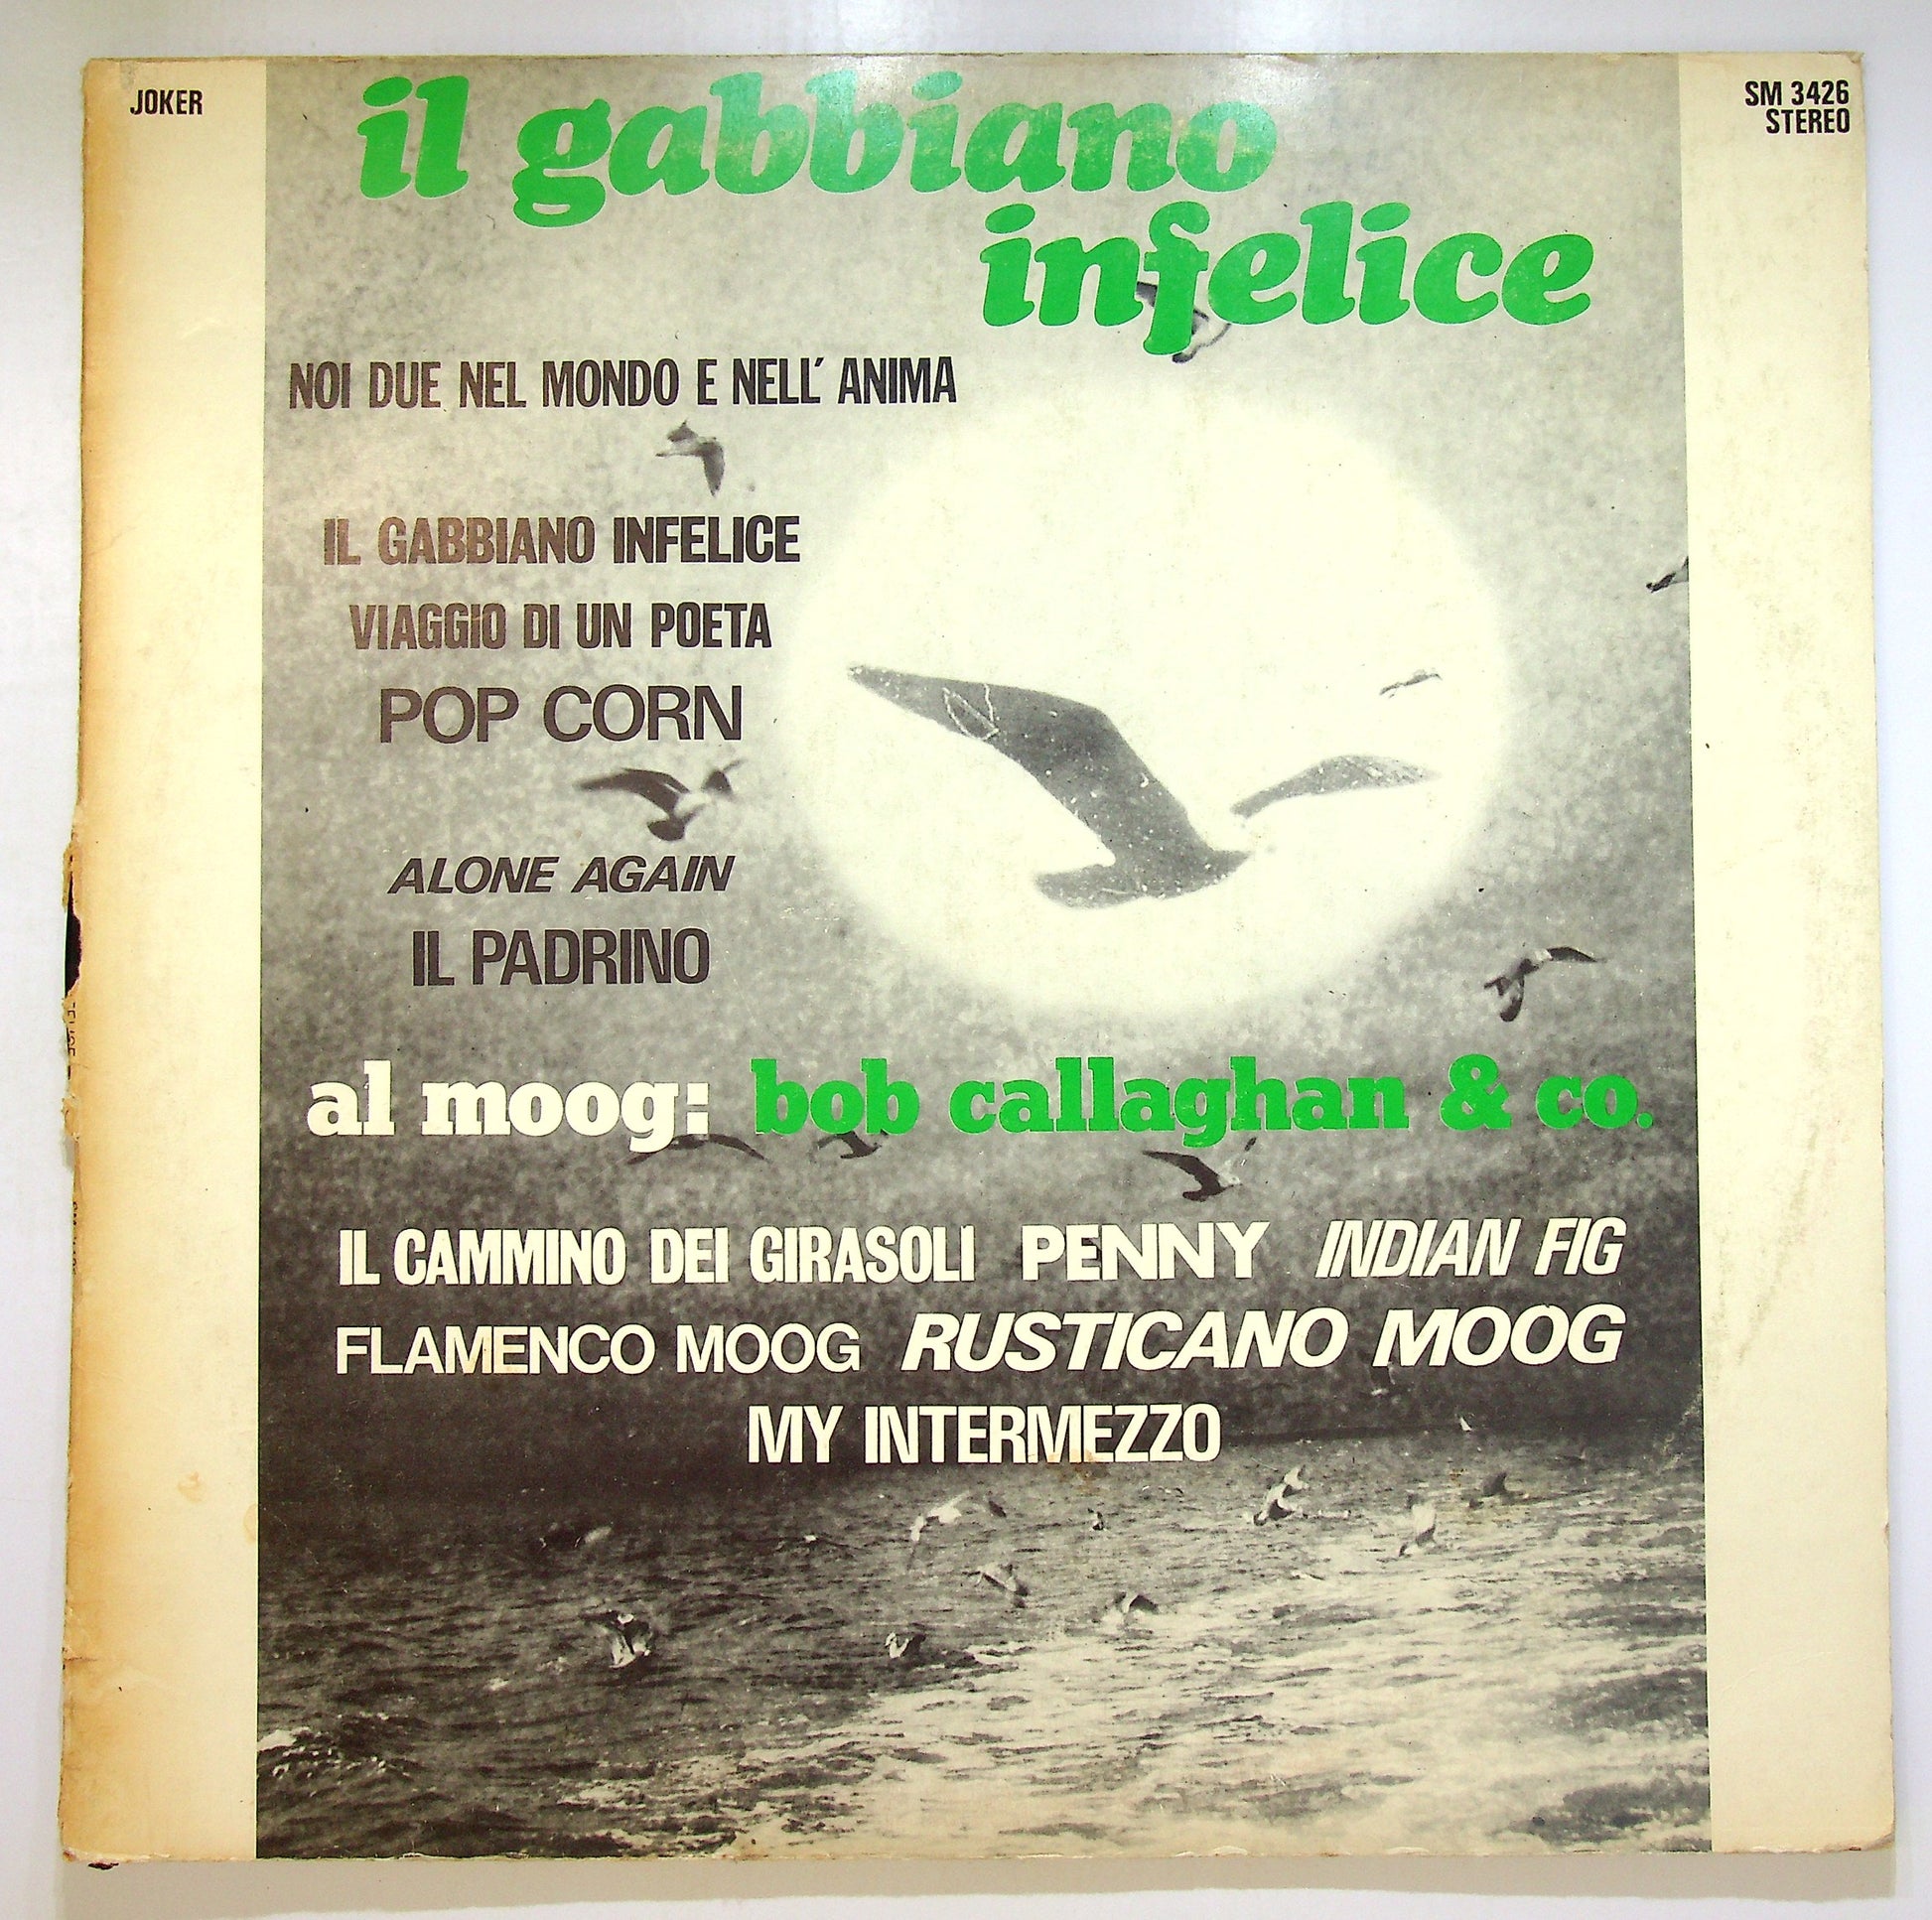 JOKER
SM 3426
STEREO
il gabbiano
infelice
NOI DUE NEL MONDO E NELL' ANIMA
IL GABBIANO INFELICE
VIAGGIO DI UN POETA
POP CORN
ALONE AGAIN
IL PADRINO
al moog: bob callaghan & co.
IL CAMMINO DEI GIRASOLI PENNY INDIAN FIG
FLAMENCO MOOG RUSTICANO MOOG
MY INTERMEZZO